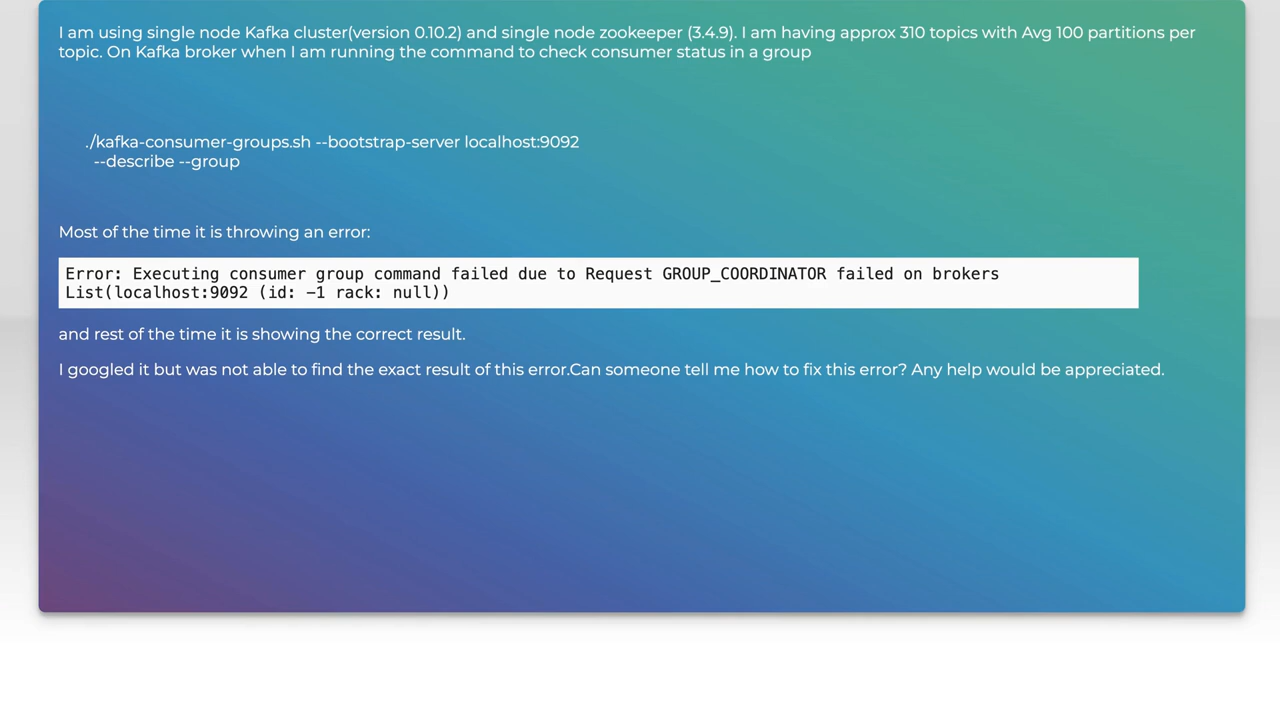 I am using single node Kafka cluster(version 0.10.2) and single node zookeeper (3.4.9). I am having approx 310 topics with Avg 100 partitions per
topic. On Kafka broker when I am running the command to check consumer status in a group
./kafka-consumer-groups.sh --bootstrap-server localhost:9092
--describe --group
Most of the time it is throwing an error:
Error: Executing consumer group command failed due to Request GROUP_COORDINATOR failed on brokers
List(localhost:9092 (id: -1 rack: null))
and rest of the time it is showing the correct result.
I googled it but was not able to find the exact result of this error.Can someone tell me how to fix this error? Any help would be appreciated.